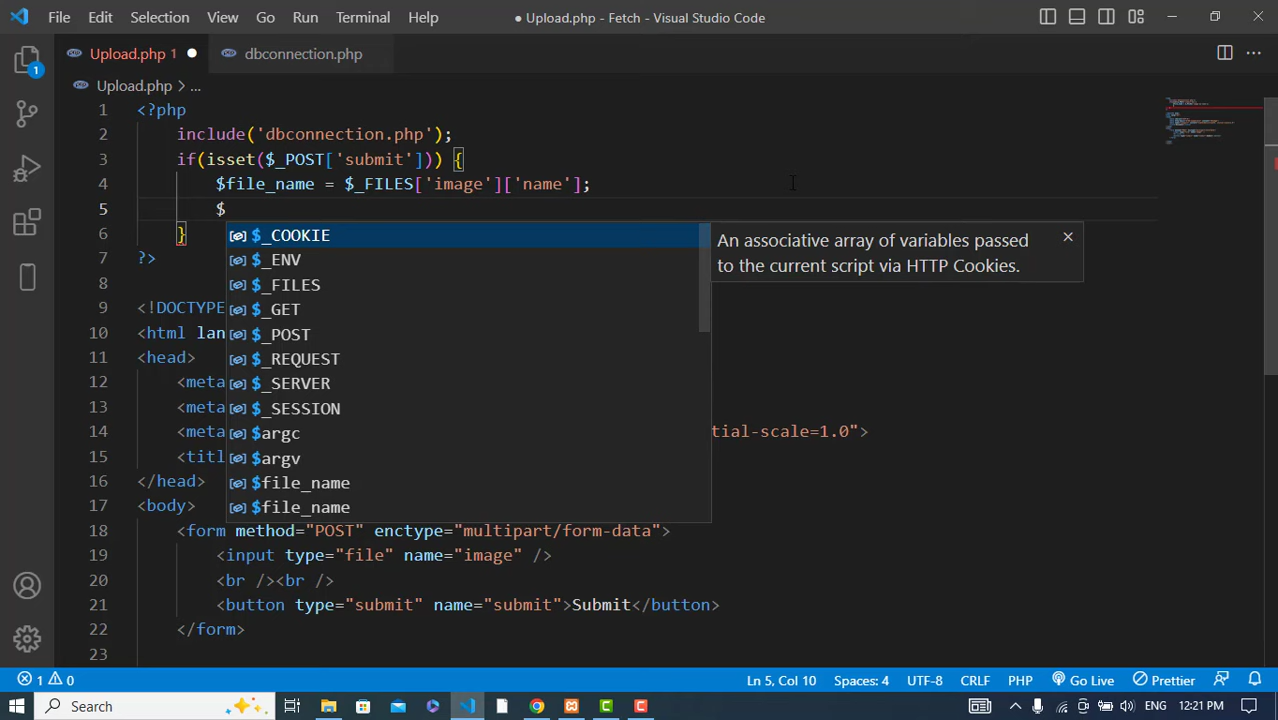 File Edit Selection View Go Run Terminal Help
● Upload.php - Fetch - Visual Studio Code
Upload.php 1 ● dbconnection.php
Upload.php > ...
1 <?php
2 include('dbconnection.php');
3 if(isset($_POST['submit'])) {
4 $file_name = $_FILES['image']['name'];
5 $
6 }
7 ?>
8
9 <!DOCTYPE
10 <html lan
11 <head>
12 <meta
13 <meta
14 <meta tial-scale=1.0">
15 <titl
16 </head>
17 <body>
18 <form method="POST" enctype="multipart/form-data">
19 <input type="file" name="image" />
20 <br /><br />
21 <button type="submit" name="submit">Submit</button>
22 </form>
23
$_COOKIE
$_ENV
$_FILES
$_GET
$_POST
$_REQUEST
$_SERVER
$_SESSION
$argc
$argv
$file_name
$file_name
An associative array of variables passed
to the current script via HTTP Cookies.
1
1 0 Ln 5, Col 10 Spaces: 4 UTF-8 CRLF PHP Go Live Prettier
Search ENG 12:21 PM